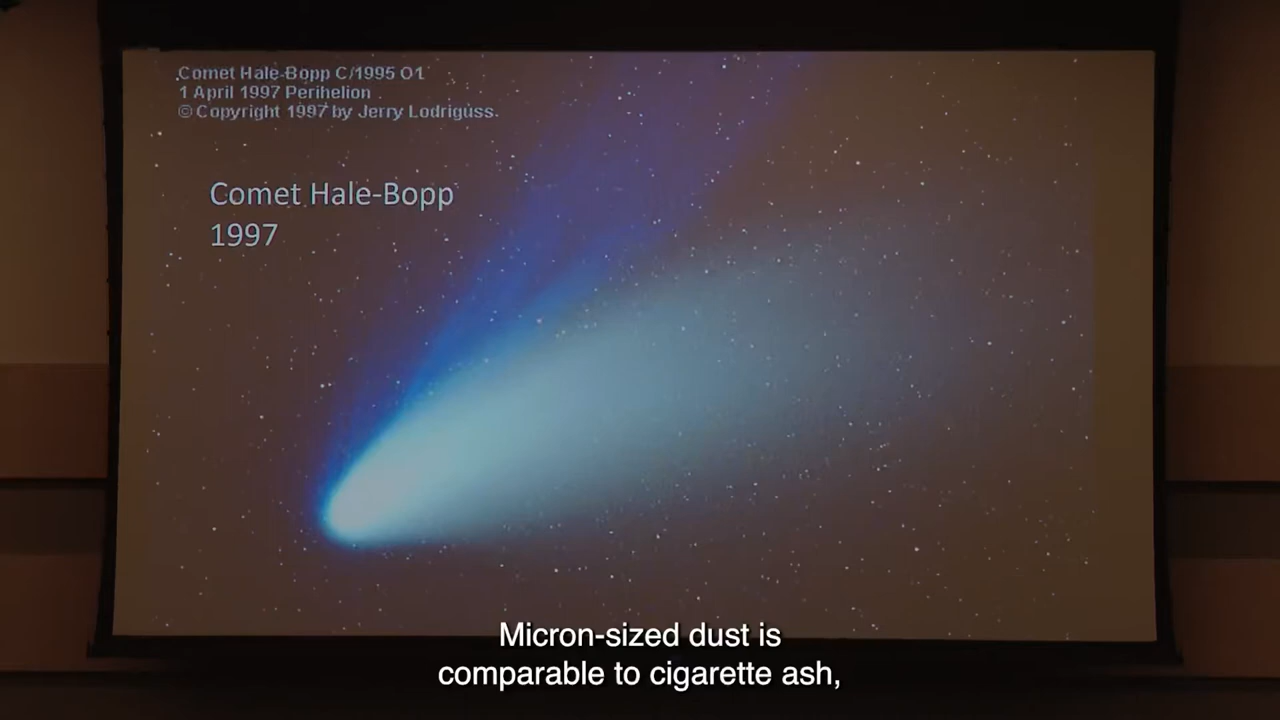 Comet Hale-Bopp C/1995 O1
1 April 1997 Perihelion
© Copyright 1997 by Jerry Lodriguss.
Comet Hale-Bopp
1997
Micron-sized dust is
comparable to cigarette ash,